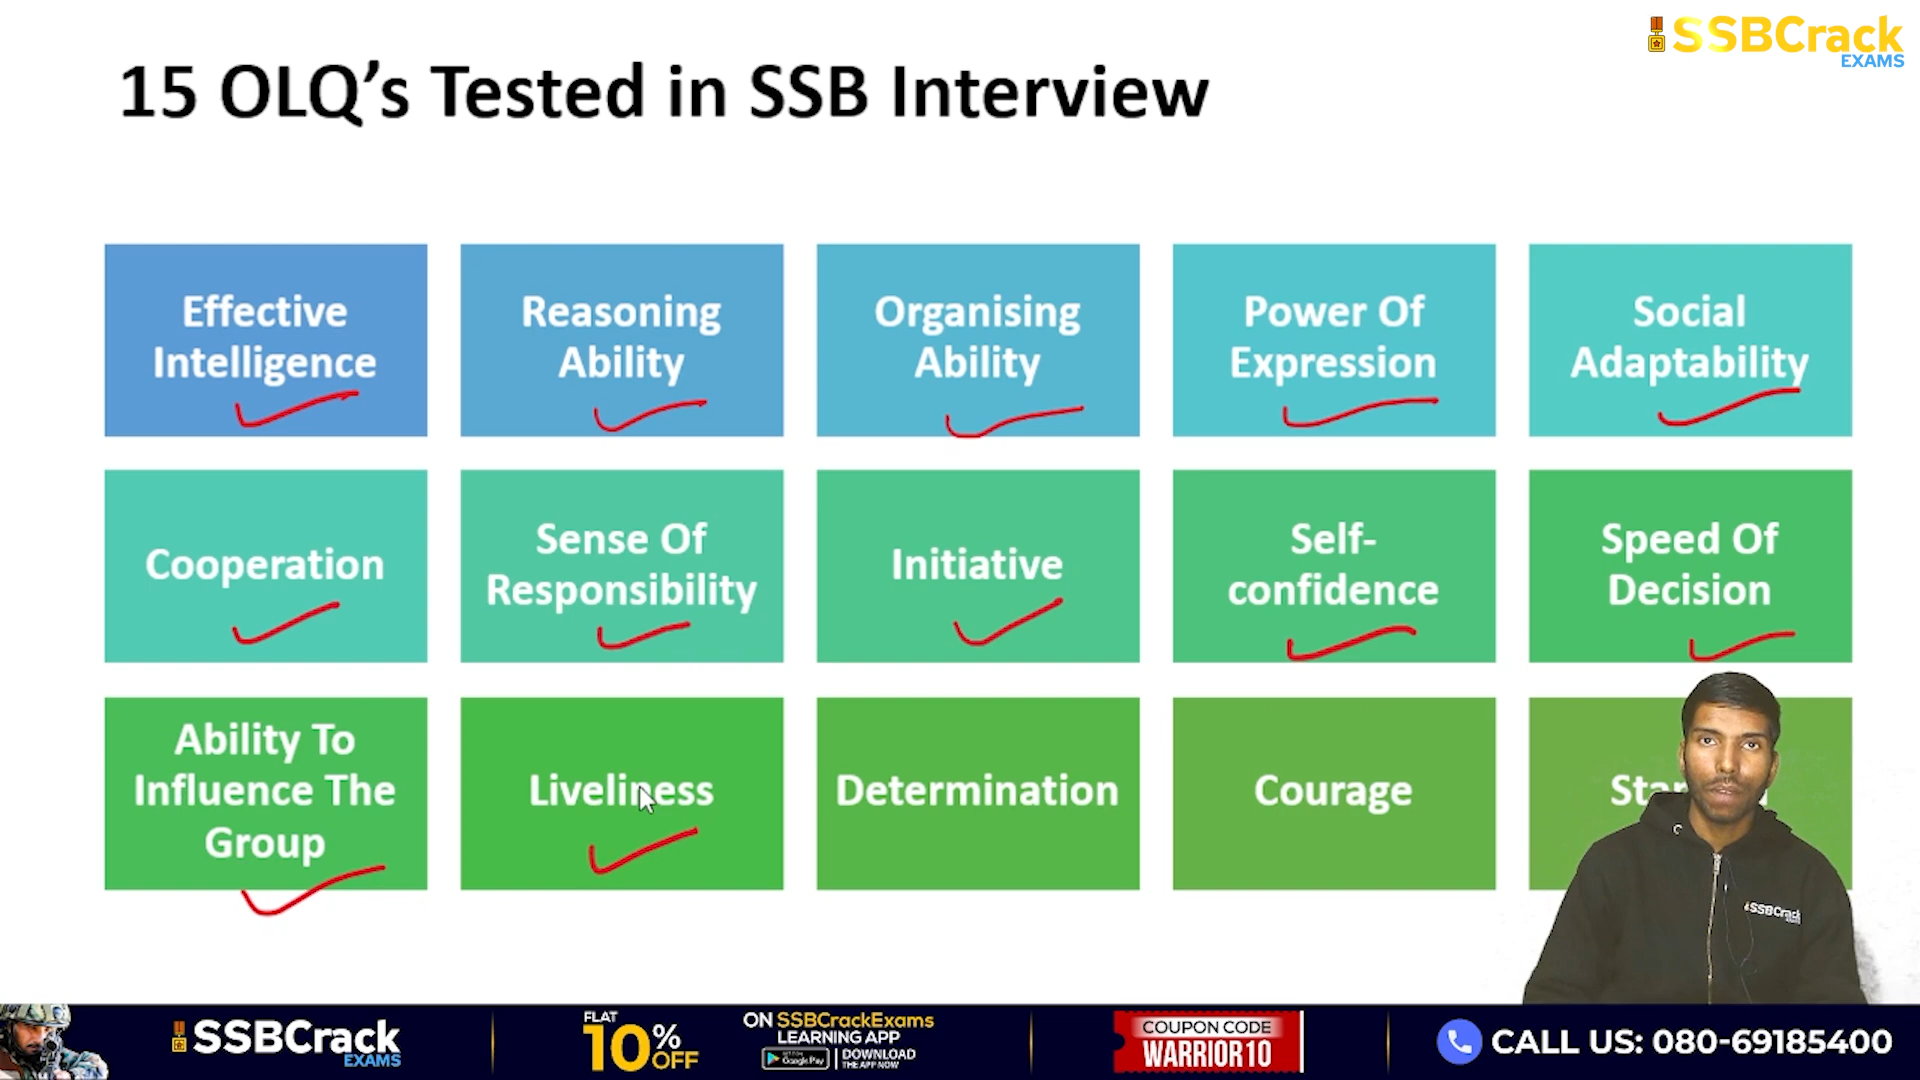 SSBCrack
EXAMS
15 OLQ's Tested in SSB Interview
Effective
Intelligence
Reasoning
Ability
Organising
Ability
Power Of
Expression
Social
Adaptability
Cooperation
Sense Of
Responsibility
Initiative
Self-
confidence
Speed Of
Decision
Ability To
Influence The
Group
Liveliness
Determination
Courage
SSBCrack
SSBCrack
EXAMS
FLAT
10%
OFF
ON SSBCrackExams
LEARNING APP
Google Play
DOWNLOAD
THE APP NOW
COUPON CODE
WARRIOR10
CALL US: 080-69185400